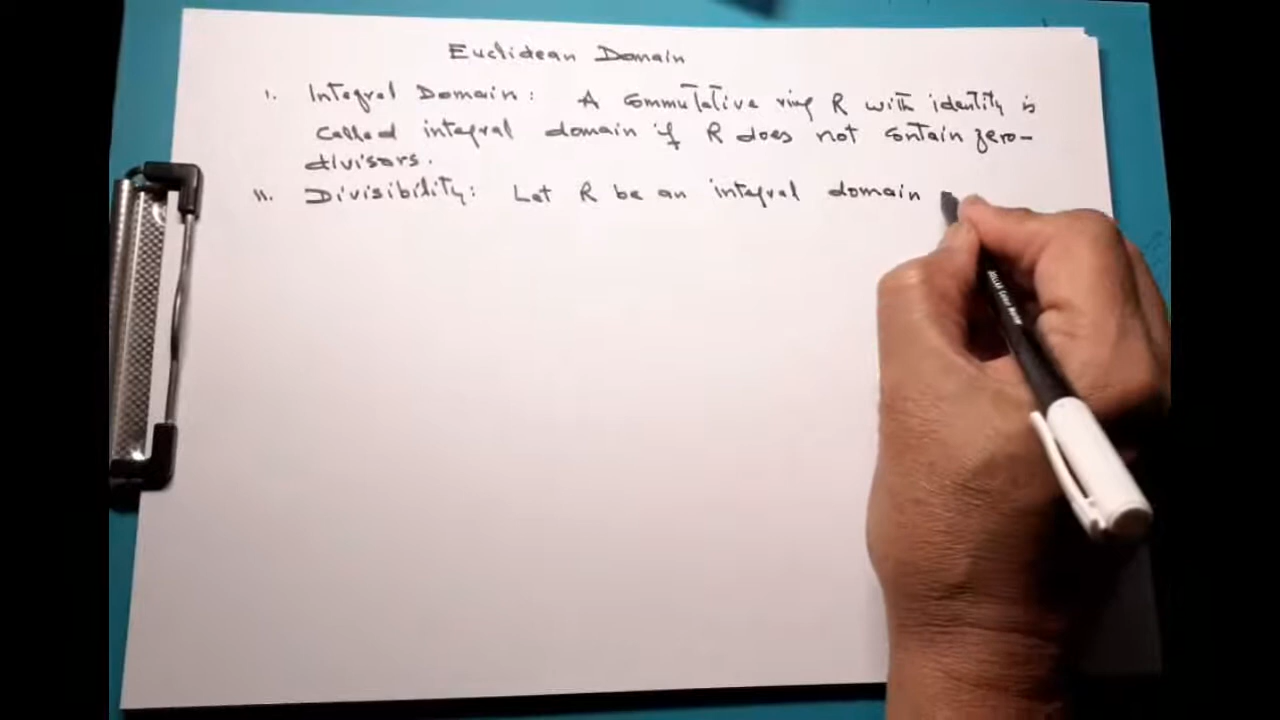 Euclidean Domain
I. Integral Domain: A commutative ring R with identity is
called integral domain if R does not contain zero-
divisors.
II. Divisibility: Let R be an integral domain